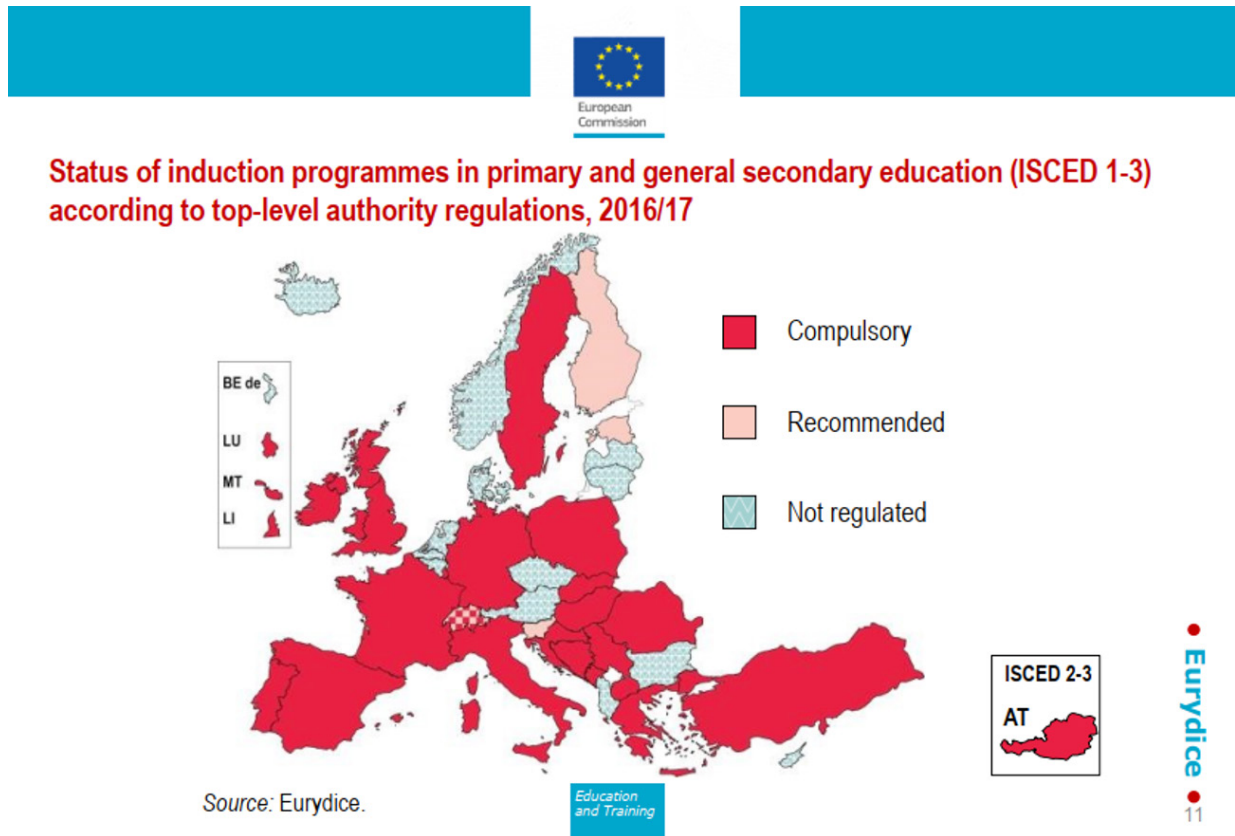 European
Commission
Status of induction programmes in primary and general secondary education (ISCED 1-3)
according to top-level authority regulations, 2016/17
Compulsory
Recommended
Not regulated
BE de
LU
MT
LI
ISCED 2-3
AT
Source: Eurydice.
Education
and Training
• Eurydice •
11